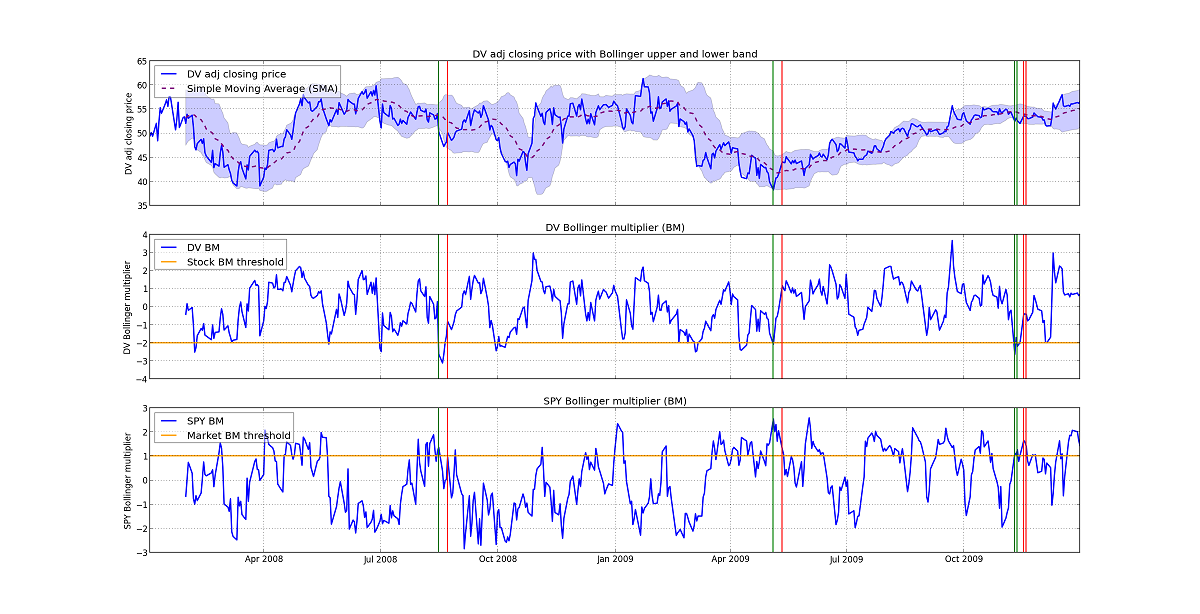 DV adj closing price with Bollinger upper and lower band
65
60
55
50
45
40
35
DV adj closing price
DV adj closing price
Simple Moving Average (SMA)
DV Bollinger multiplier (BM)
4
3
2
1
0
−1
−2
−3
−4
DV Bollinger multiplier
DV BM
Stock BM threshold
SPY Bollinger multiplier (BM)
3
2
1
0
−1
−2
−3
SPY Bollinger multiplier
SPY BM
Market BM threshold
Apr 2008
Jul 2008
Oct 2008
Jan 2009
Apr 2009
Jul 2009
Oct 2009